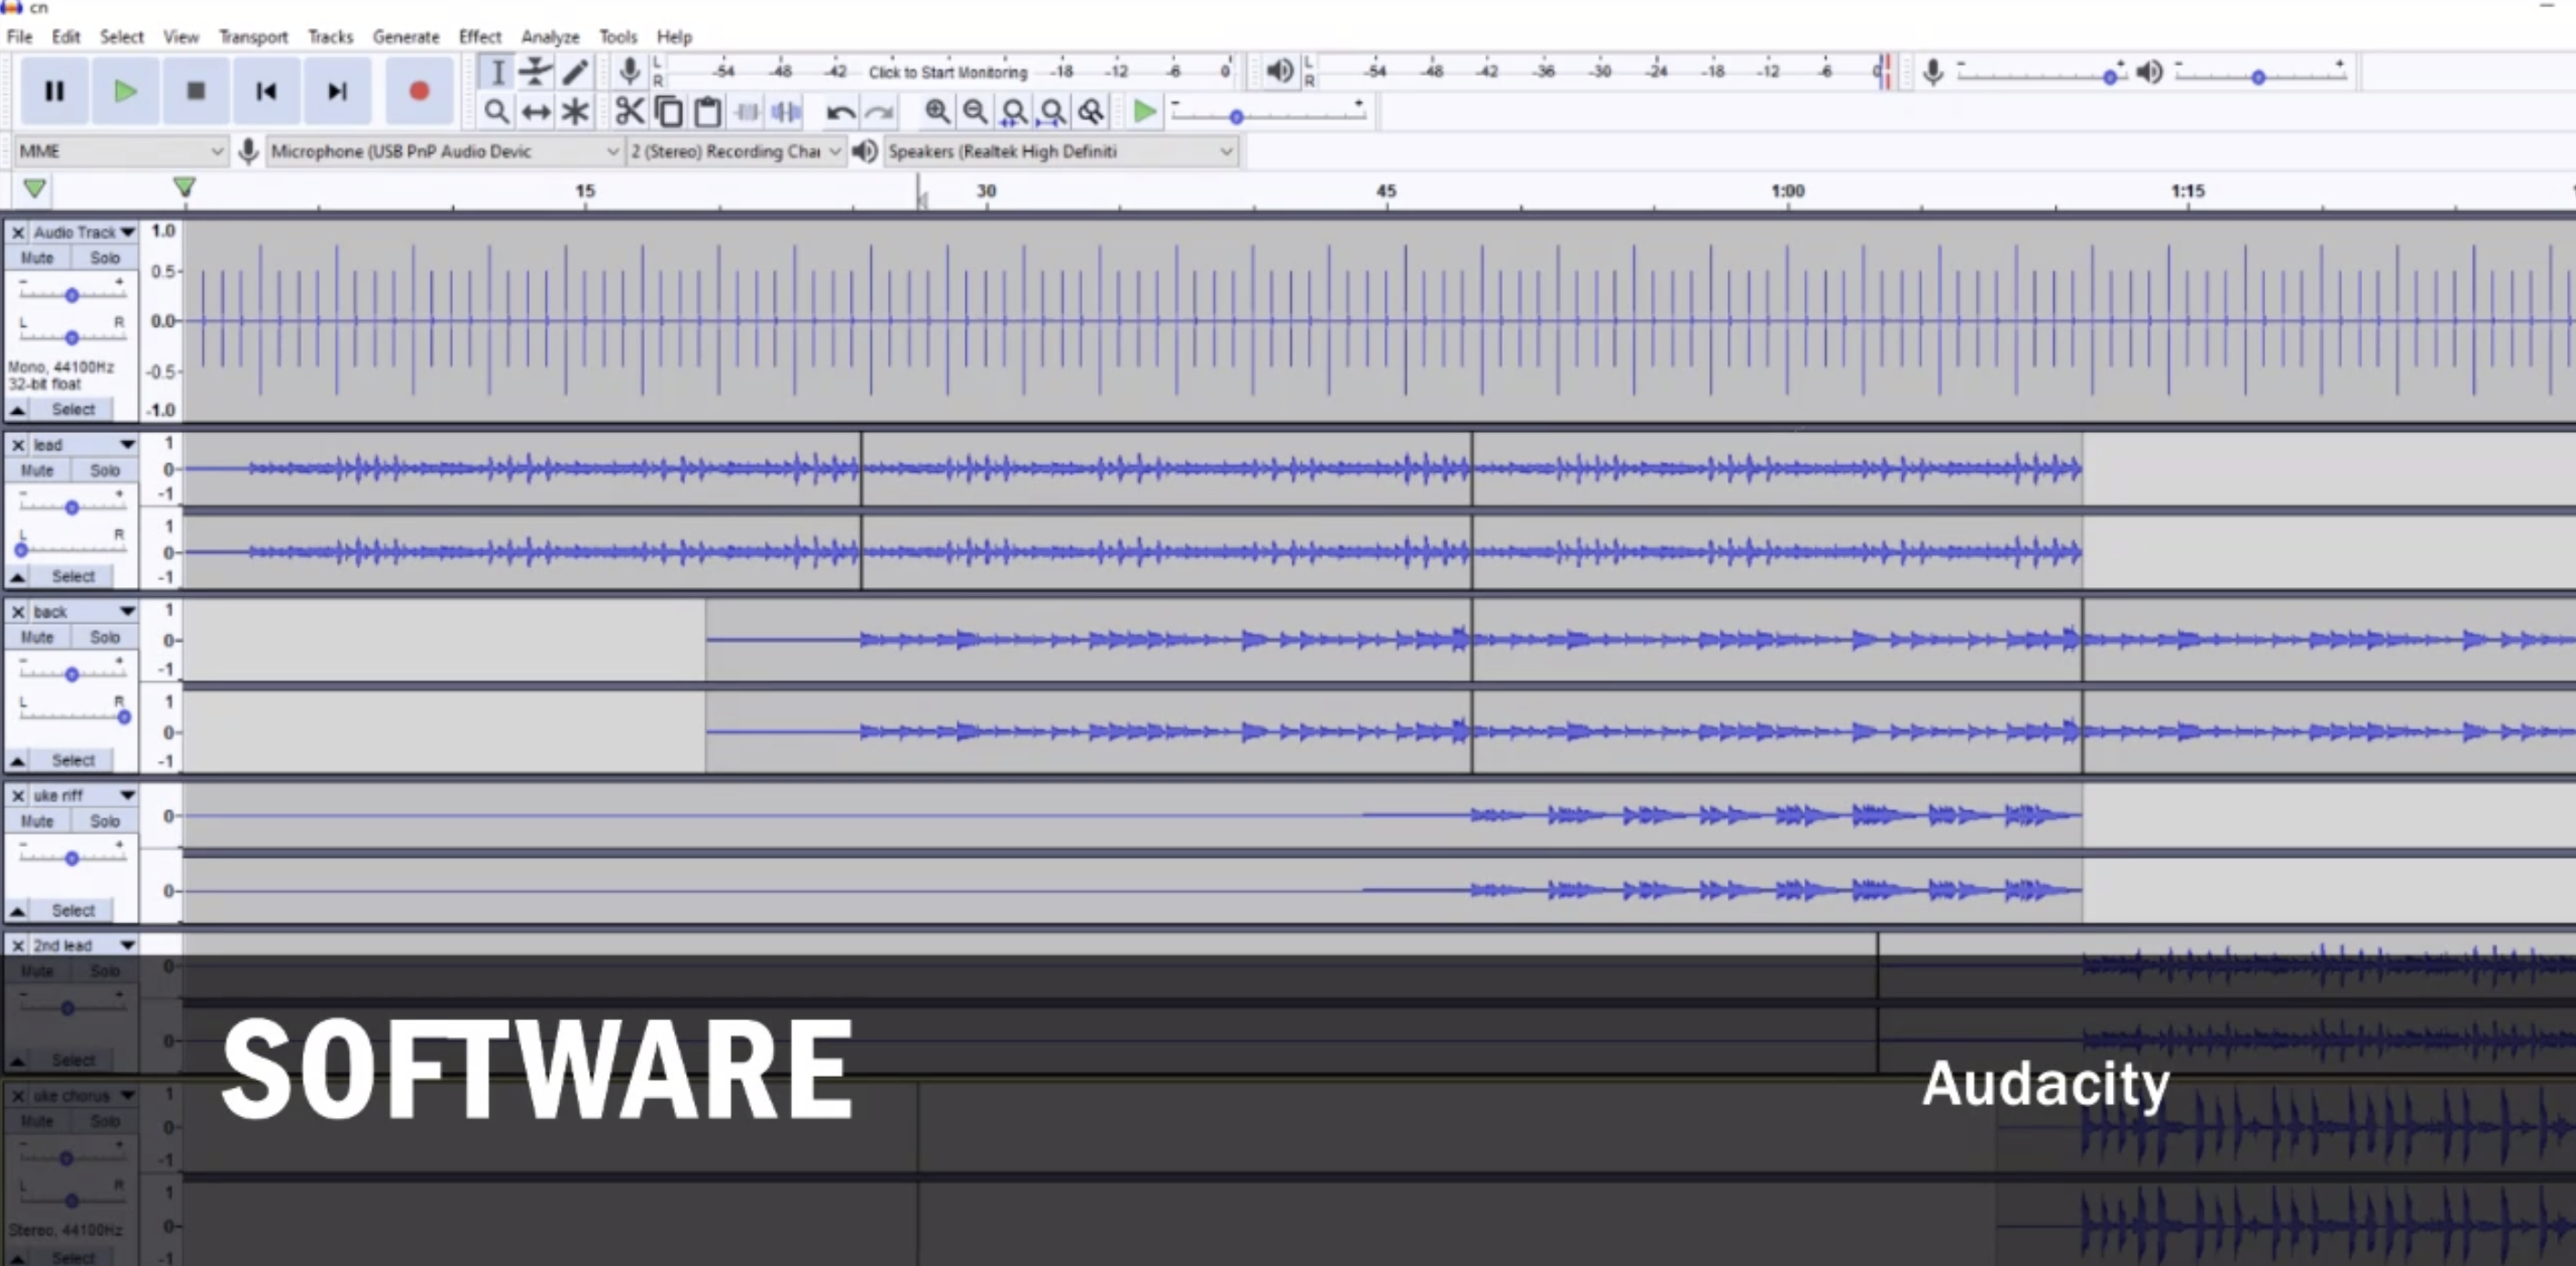 cn
File Edit Select View Transport Tracks Generate Effect Analyze Tools Help
L R -54 -48 -42 Click to Start Monitoring -18 -12 -6 0 L R -54 -48 -42 -36 -30 -24 -18 -12 -6 0 - + - +
- +
MME Microphone (USB PnP Audio Devic 2 (Stereo) Recording Chai Speakers (Realtek High Definiti
15 30 45 1:00 1:15
X Audio Track 1.0
Mute Solo
0.5
- +
L R 0.0
Mono, 44100Hz -0.5
32-bit float
Select -1.0
X lead 1
Mute Solo 0
- + -1
L R 1
0
Select -1
X back 1
Mute Solo 0
- + -1
L R 1
0
Select -1
X uke riff
Mute Solo 0
- +
0
Select
X 2nd lead
Mute Solo 0
- +
0
Select
SOFTWARE
Audacity
X uke chorus 1
Mute Solo 0
- + -1
L R 1
Stereo, 44100Hz 0
Select -1